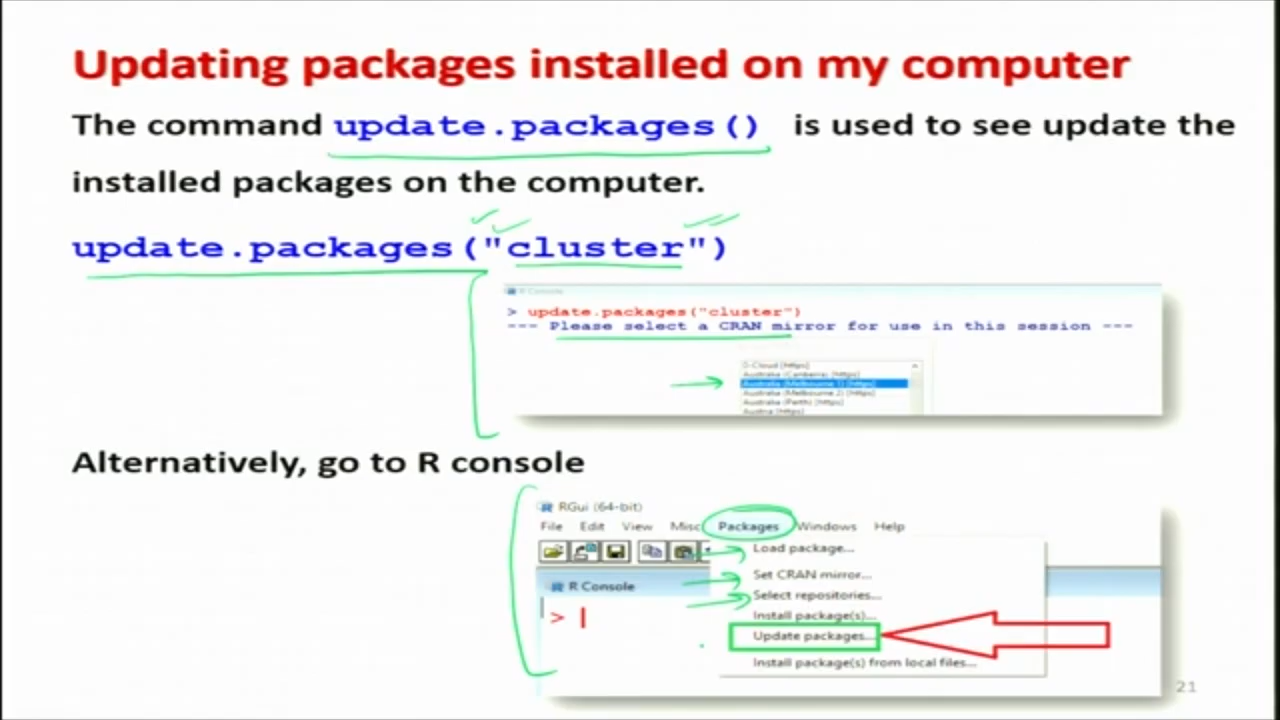 Updating packages installed on my computer
The command update.packages() is used to see update the
installed packages on the computer.
update.packages("cluster")
R Console
> update.packages("cluster")
--- Please select a CRAN mirror for use in this session ---
0-Cloud [https]
Australia (Canberra) [https]
Australia (Melbourne 1) [https]
Australia (Melbourne 2) [https]
Australia (Perth) [https]
Austria [https]
Alternatively, go to R console
RGui (64-bit)
File Edit View Misc Packages Windows Help
Load package...
Set CRAN mirror...
R Console
Select repositories...
Install package(s)...
>
Update packages...
Install package(s) from local files...
21